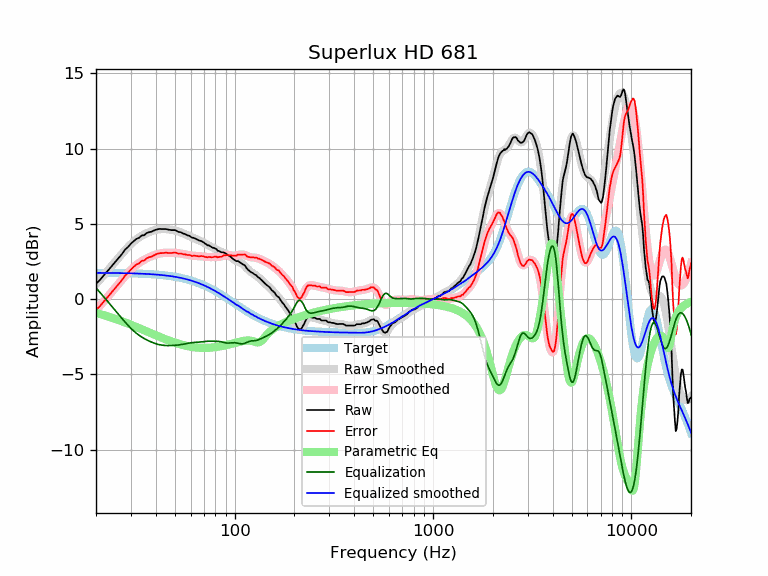 Superlux HD 681
Amplitude (dBr)
15
10
5
0
−5
−10
Target
Raw Smoothed
Error Smoothed
Raw
Error
Parametric Eq
Equalization
Equalized smoothed
100
1000
10000
Frequency (Hz)